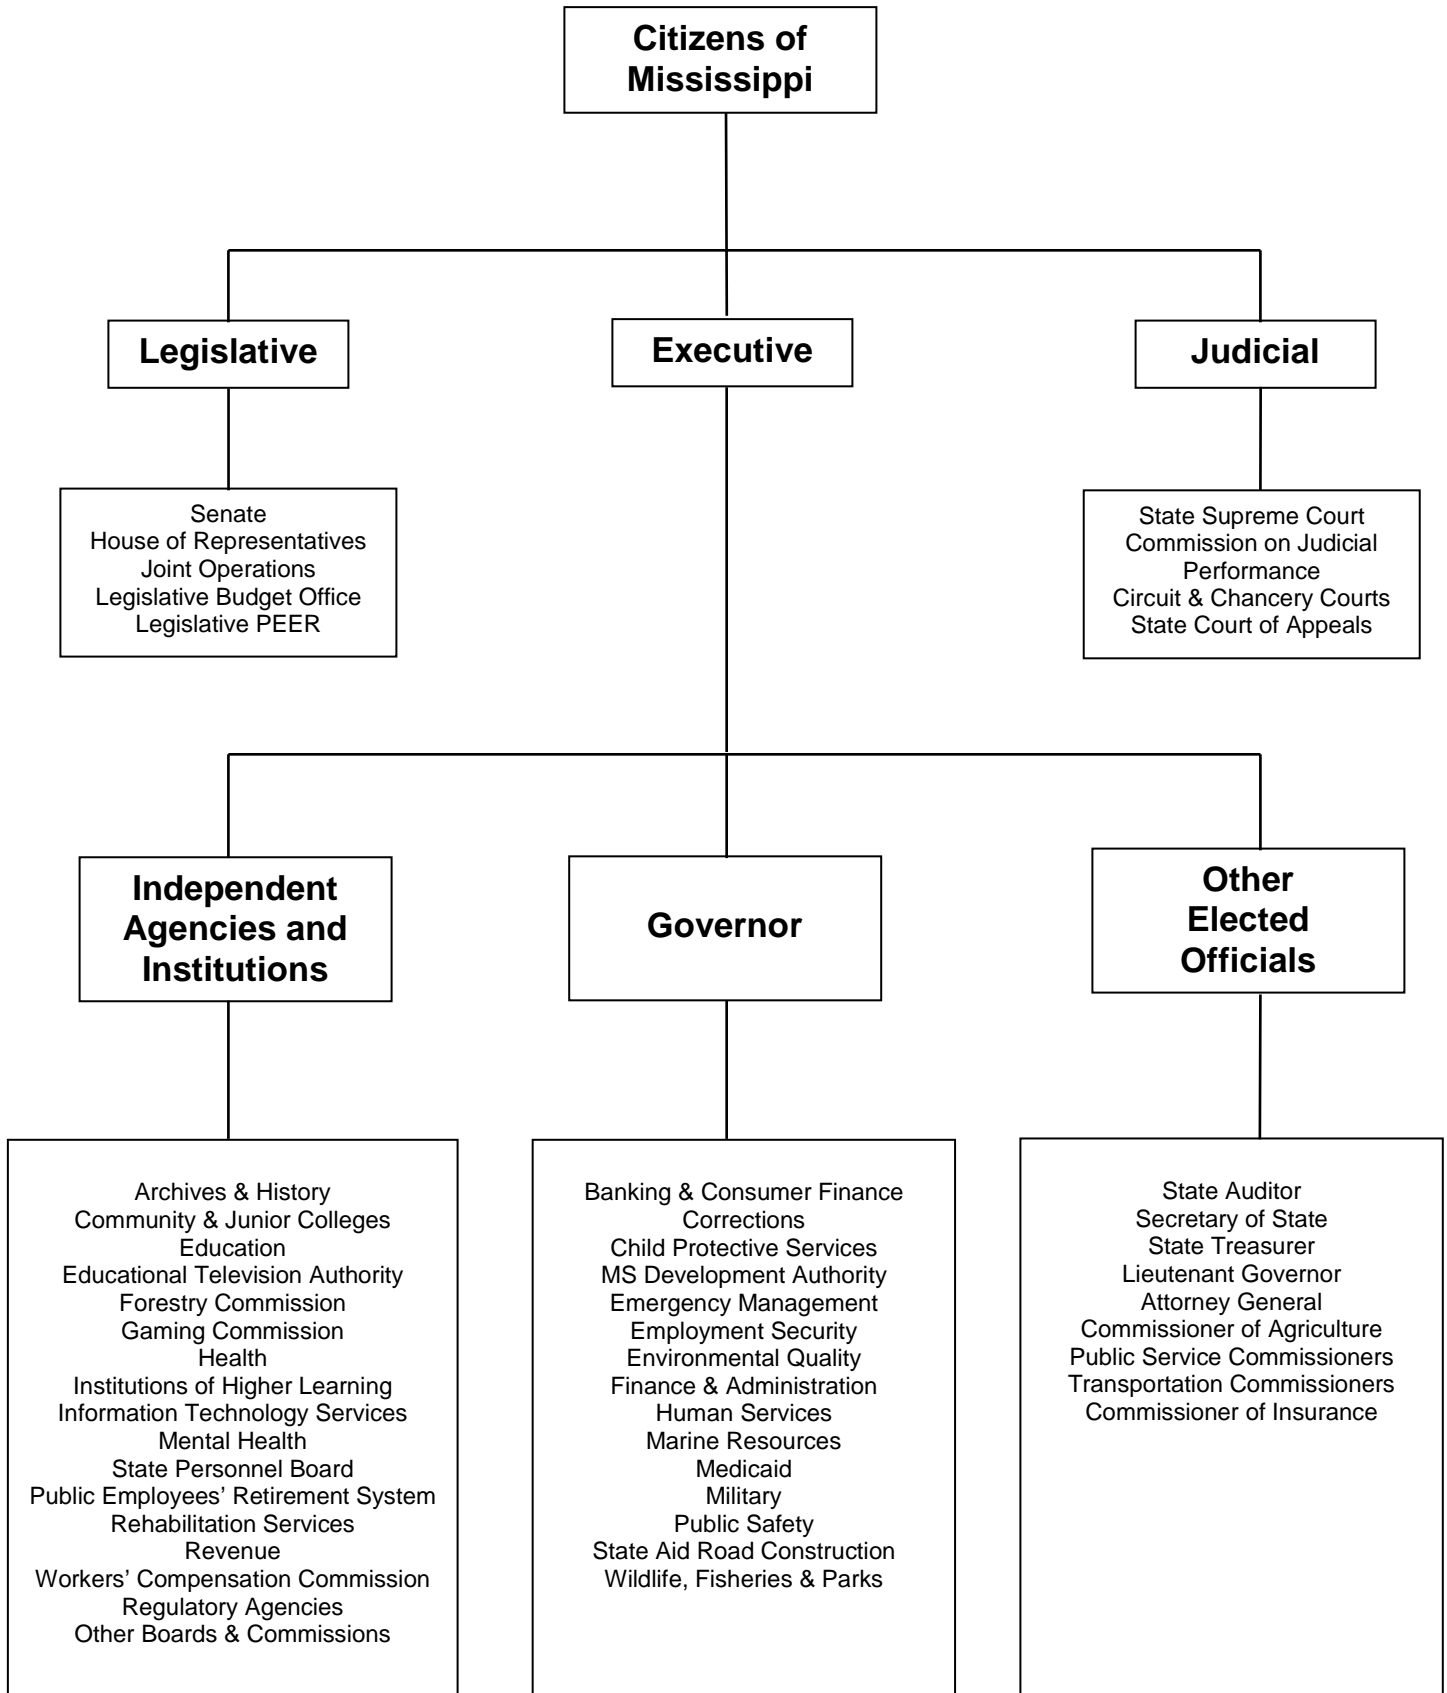 Citizens of
Mississippi
Legislative
Executive
Judicial
Senate
House of Representatives
Joint Operations
Legislative Budget Office
Legislative PEER
State Supreme Court
Commission on Judicial
Performance
Circuit & Chancery Courts
State Court of Appeals
Independent
Agencies and
Institutions
Governor
Other
Elected
Officials
Archives & History
Community & Junior Colleges
Education
Educational Television Authority
Forestry Commission
Gaming Commission
Health
Institutions of Higher Learning
Information Technology Services
Mental Health
State Personnel Board
Public Employees’ Retirement System
Rehabilitation Services
Revenue
Workers’ Compensation Commission
Regulatory Agencies
Other Boards & Commissions
Banking & Consumer Finance
Corrections
Child Protective Services
MS Development Authority
Emergency Management
Employment Security
Environmental Quality
Finance & Administration
Human Services
Marine Resources
Medicaid
Military
Public Safety
State Aid Road Construction
Wildlife, Fisheries & Parks
State Auditor
Secretary of State
State Treasurer
Lieutenant Governor
Attorney General
Commissioner of Agriculture
Public Service Commissioners
Transportation Commissioners
Commissioner of Insurance